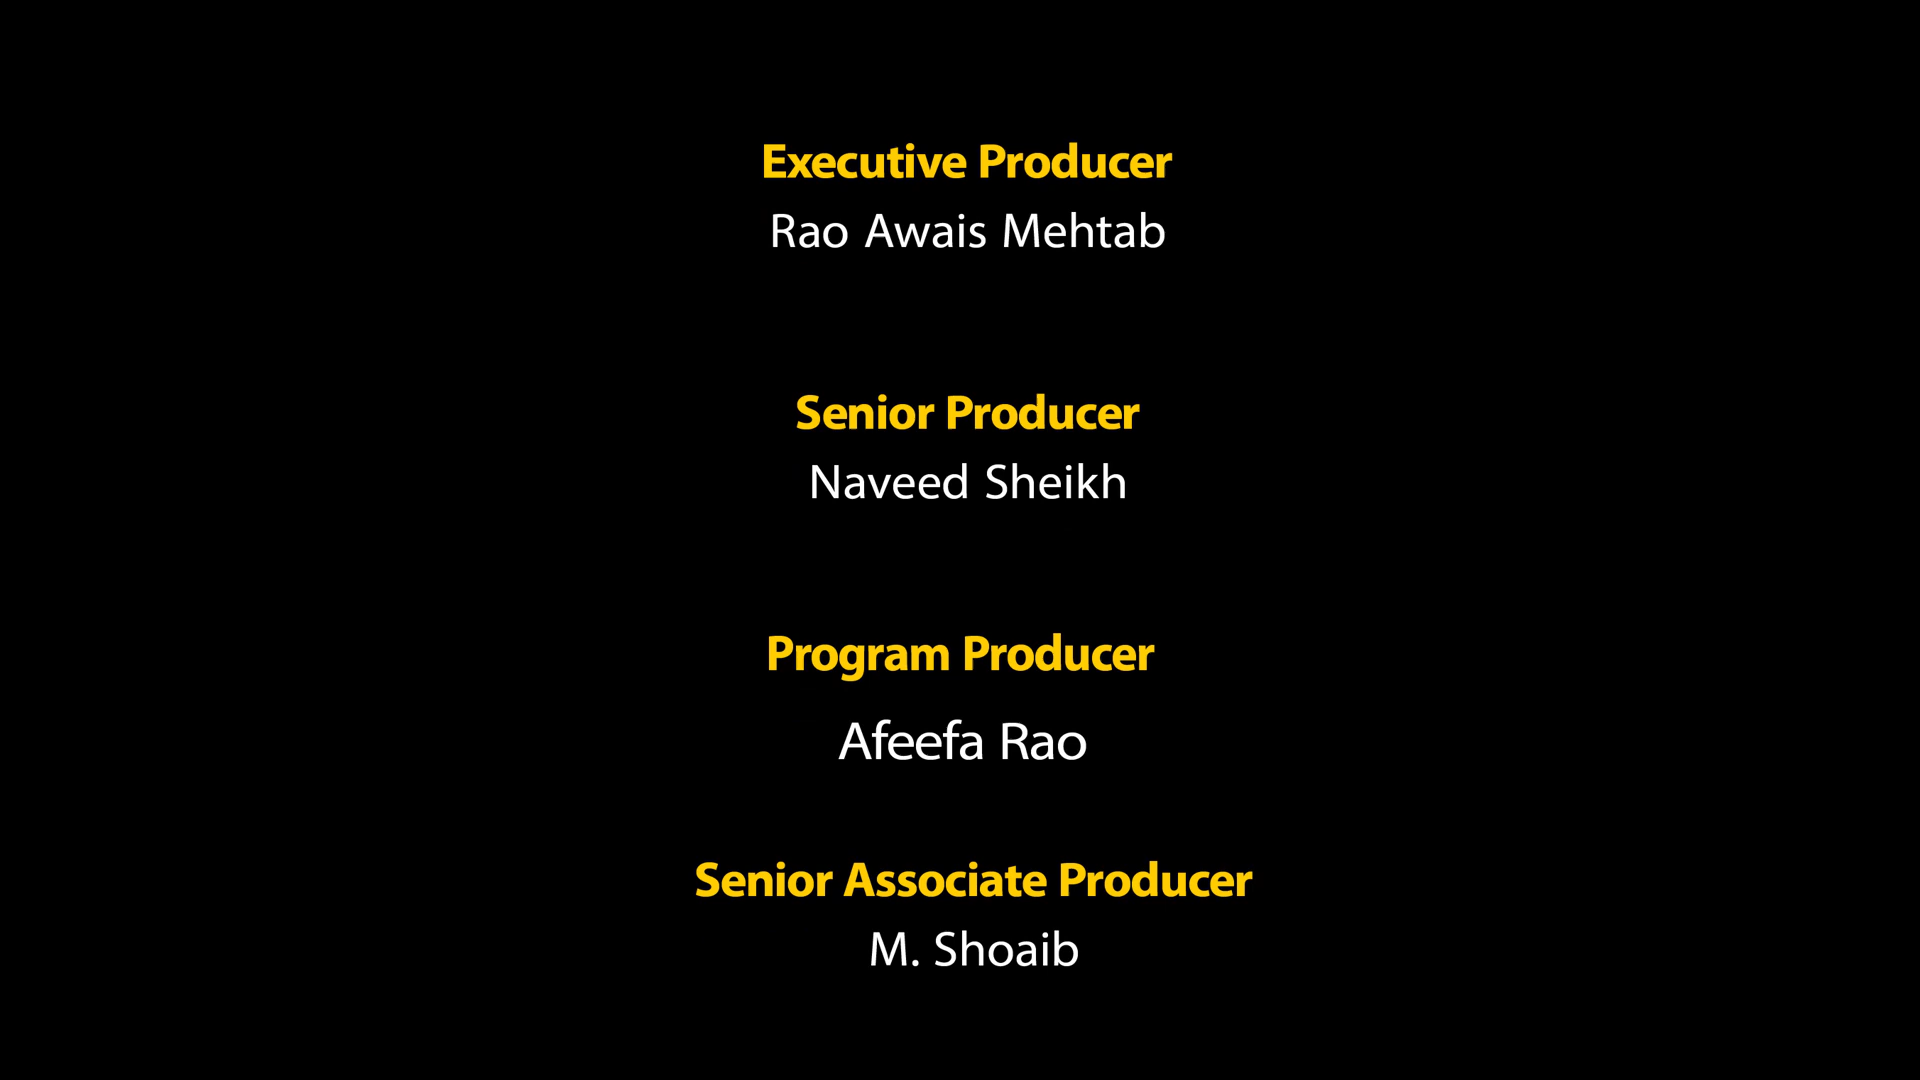 Executive Producer
Rao Awais Mehtab
Senior Producer
Naveed Sheikh
Program Producer
Afeefa Rao
Senior Associate Producer
M. Shoaib